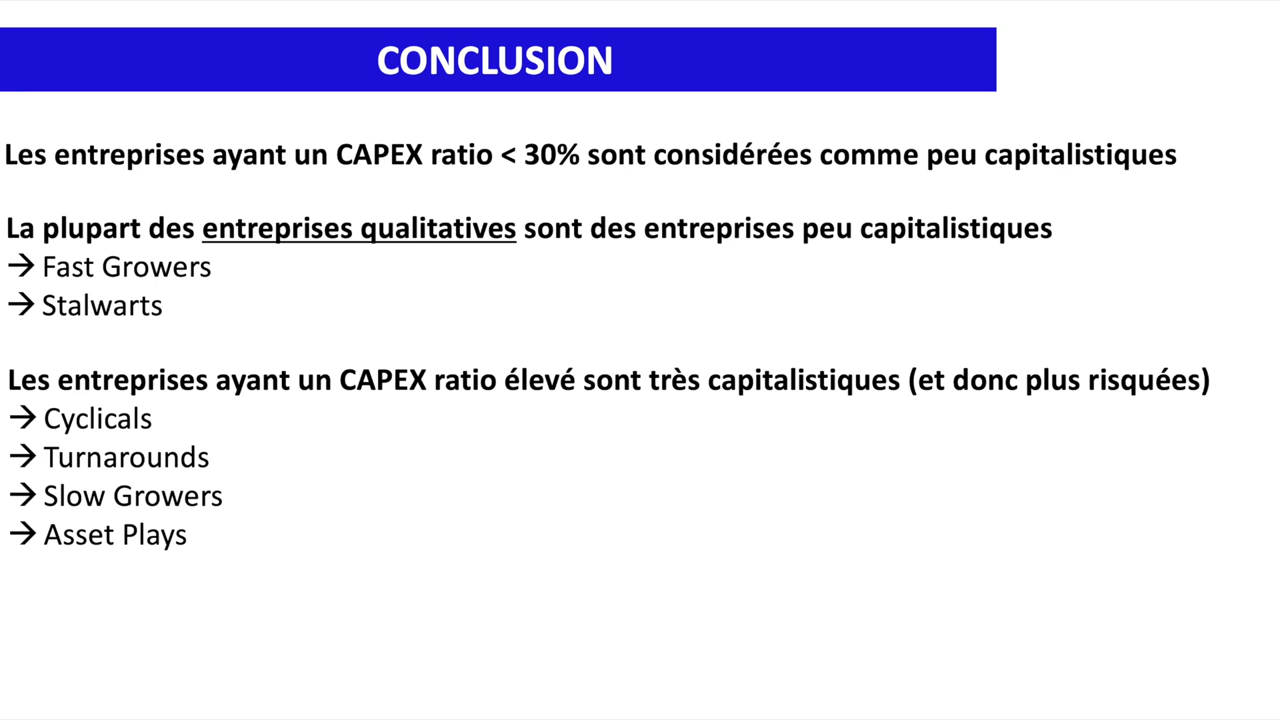 CONCLUSION
Les entreprises ayant un CAPEX ratio < 30% sont considérées comme peu capitalistiques
La plupart des entreprises qualitatives sont des entreprises peu capitalistiques
→ Fast Growers
→ Stalwarts
Les entreprises ayant un CAPEX ratio élevé sont très capitalistiques (et donc plus risquées)
→ Cyclicals
→ Turnarounds
→ Slow Growers
→ Asset Plays